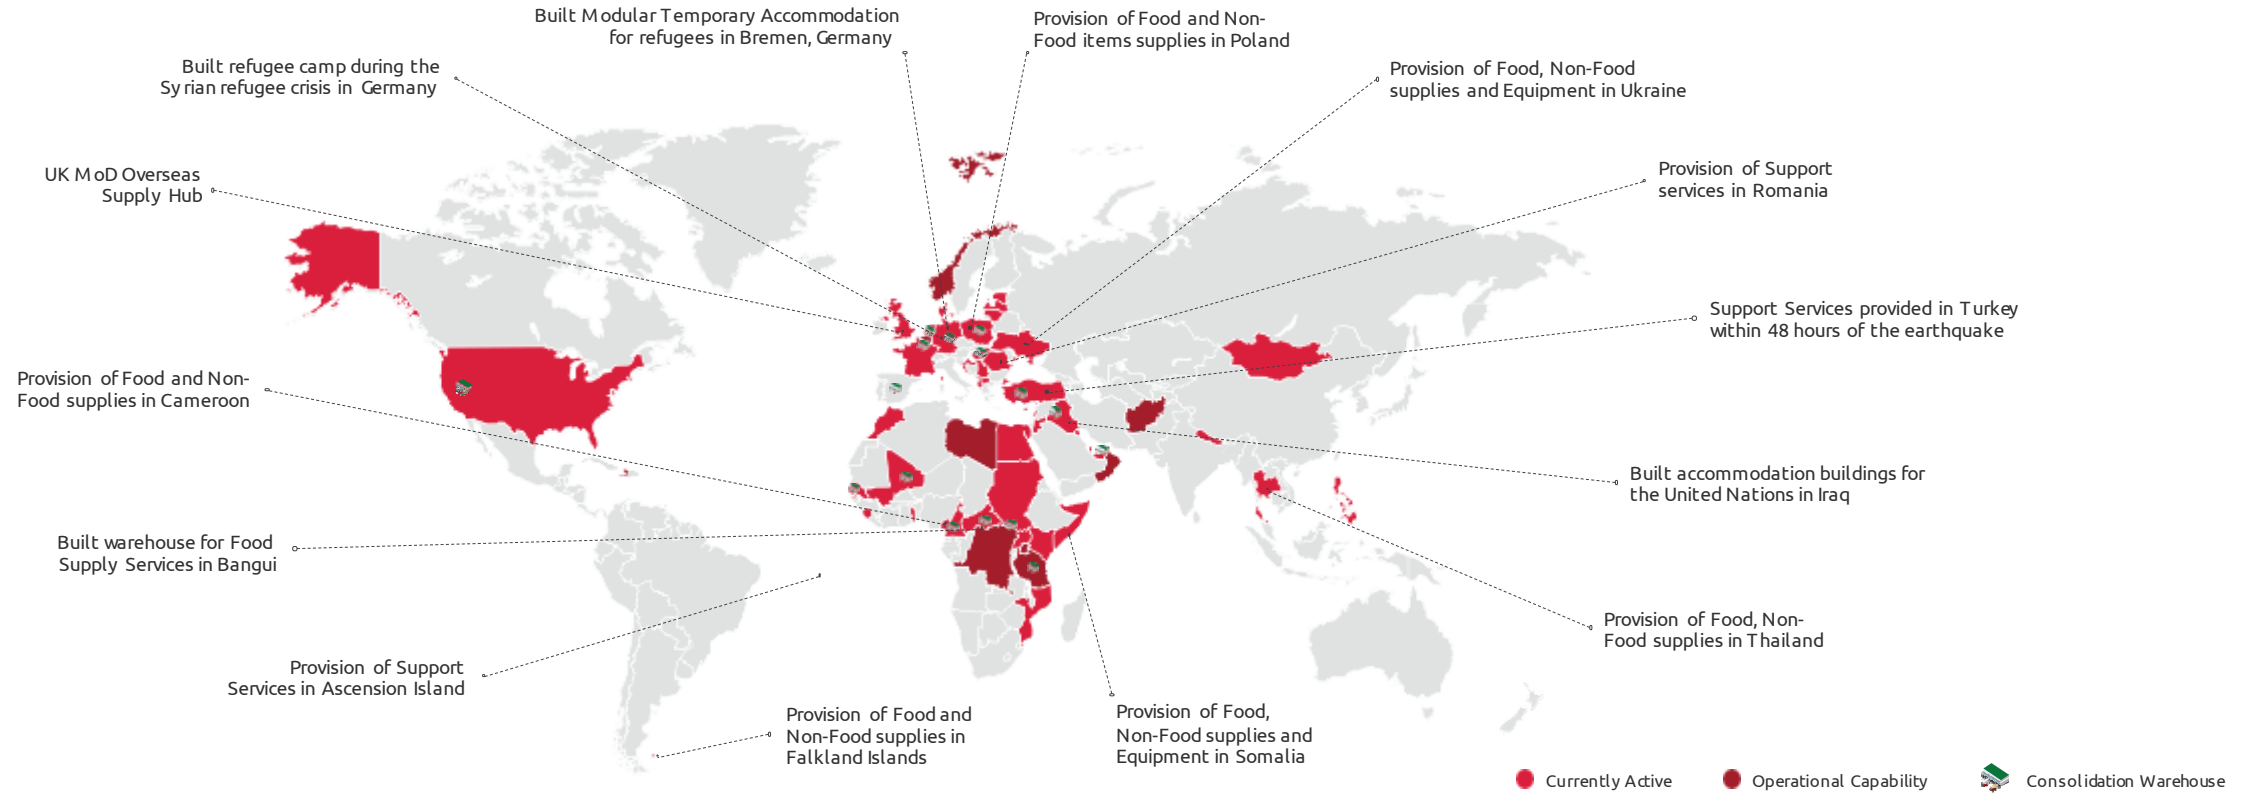 Built Modular Temporary Accommodation
for refugees in Bremen, Germany
Provision of Food and Non-
Food items supplies in Poland
Built refugee camp during the
Syrian refugee crisis in Germany
Provision of Food, Non-Food
supplies and Equipment in Ukraine
UK MoD Overseas
Supply Hub
Provision of Support
services in Romania
Support Services provided in Turkey
within 48 hours of the earthquake
Provision of Food and Non-
Food supplies in Cameroon
Built accommodation buildings for
the United Nations in Iraq
Built warehouse for Food
Supply Services in Bangui
Provision of Food, Non-
Food supplies in Thailand
Provision of Support
Services in Ascension Island
Provision of Food and
Non-Food supplies in
Falkland Islands
Provision of Food,
Non-Food supplies and
Equipment in Somalia
Currently Active
Operational Capability
Consolidation Warehouse